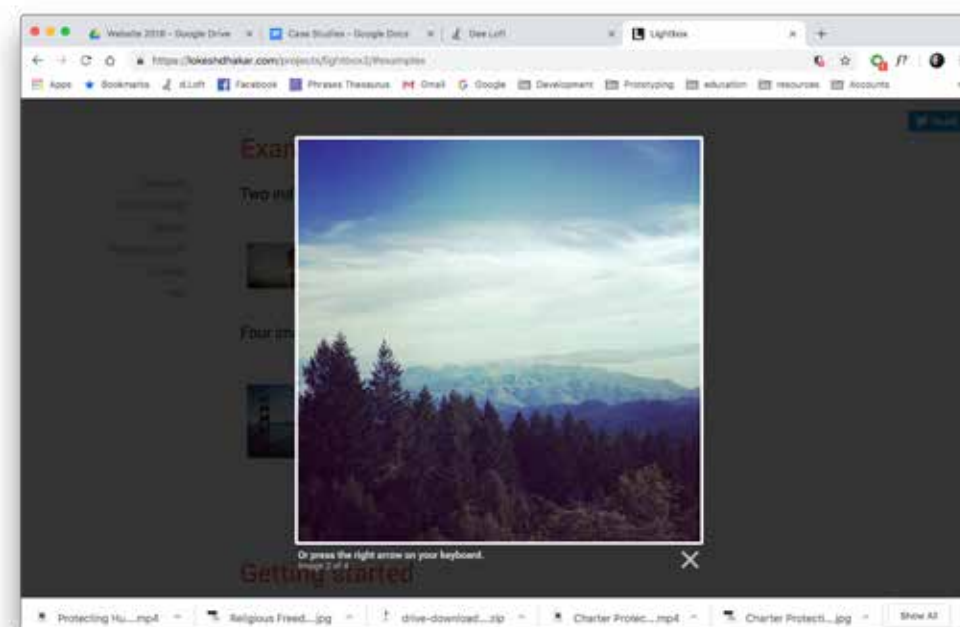 Website 2018 - Google Drive
Case Studies - Google Docs
Dee Loft
Lightbox
https://lokeshdhakar.com/projects/lightbox2/#examples
Apps
Bookmarks
d.Loft
Facebook
Phrases Thesaurus
Gmail
Google
Development
Prototyping
education
resources
Accounts
Exam
Two indi
Four im
Or press the right arrow on your keyboard.
Image 2 of 4
Getting started
Protecting Hu....mp4
Religious Freed....jpg
drive-download....zip
Charter Protec....mp4
Charter Protecti....jpg
Show All